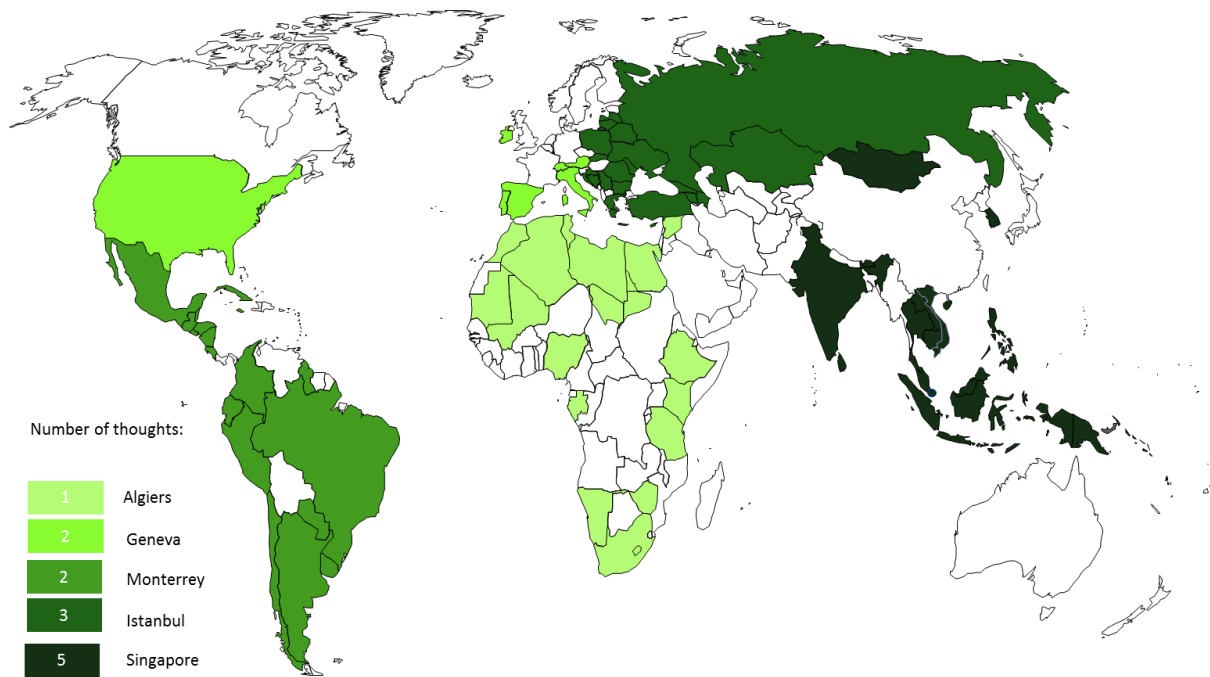 Number of thoughts:
1 Algiers
2 Geneva
2 Monterrey
3 Istanbul
5 Singapore